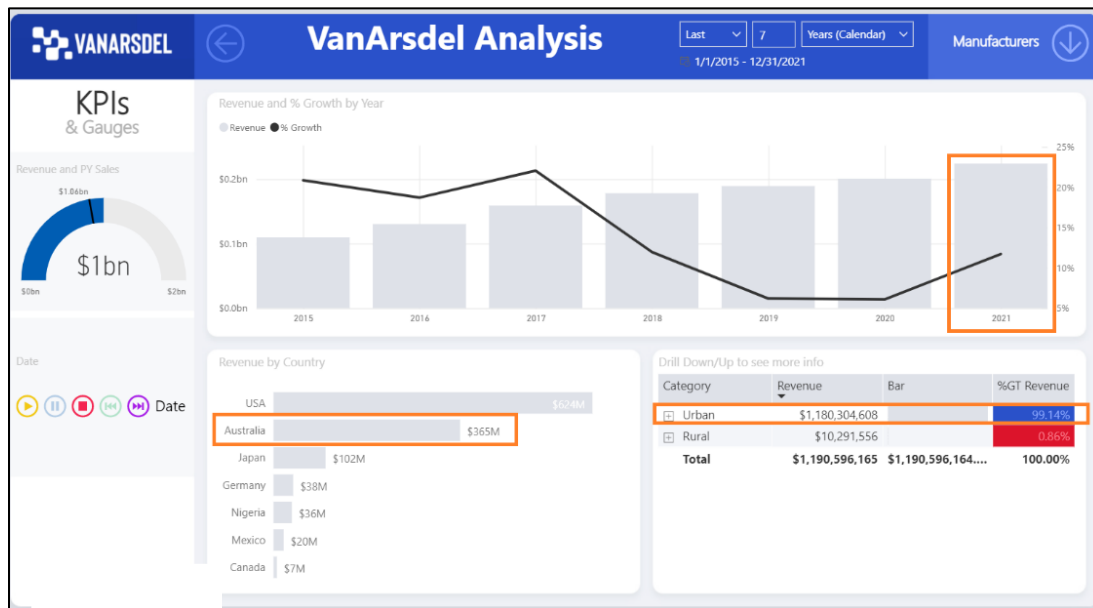 VANARSDEL
VanArsdel Analysis
Last 7 Years (Calendar)
1/1/2015 - 12/31/2021
Manufacturers
KPIs
& Gauges
Revenue and PY Sales
$1.06bn
$1bn
$0bn $2bn
Date
Date
Revenue and % Growth by Year
Revenue % Growth
25%
$0.2bn 20%
15%
$0.1bn
10%
$0.0bn 5%
2015 2016 2017 2018 2019 2020 2021
Revenue by Country
USA $624M
Australia $365M
Japan $102M
Germany $38M
Nigeria $36M
Mexico $20M
Canada $7M
Drill Down/Up to see more info
Category Revenue Bar %GT Revenue
Urban $1,180,304,608 99.14%
Rural $10,291,556 0.86%
Total $1,190,596,165 $1,190,596,164.... 100.00%